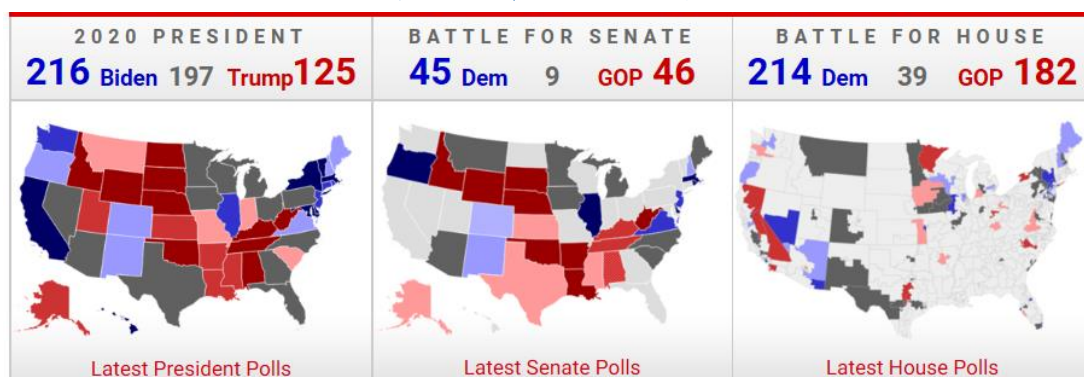 2020 PRESIDENT
216 Biden 197 Trump 125
BATTLE FOR SENATE
45 Dem 9 GOP 46
BATTLE FOR HOUSE
214 Dem 39 GOP 182
Latest President Polls
Latest Senate Polls
Latest House Polls